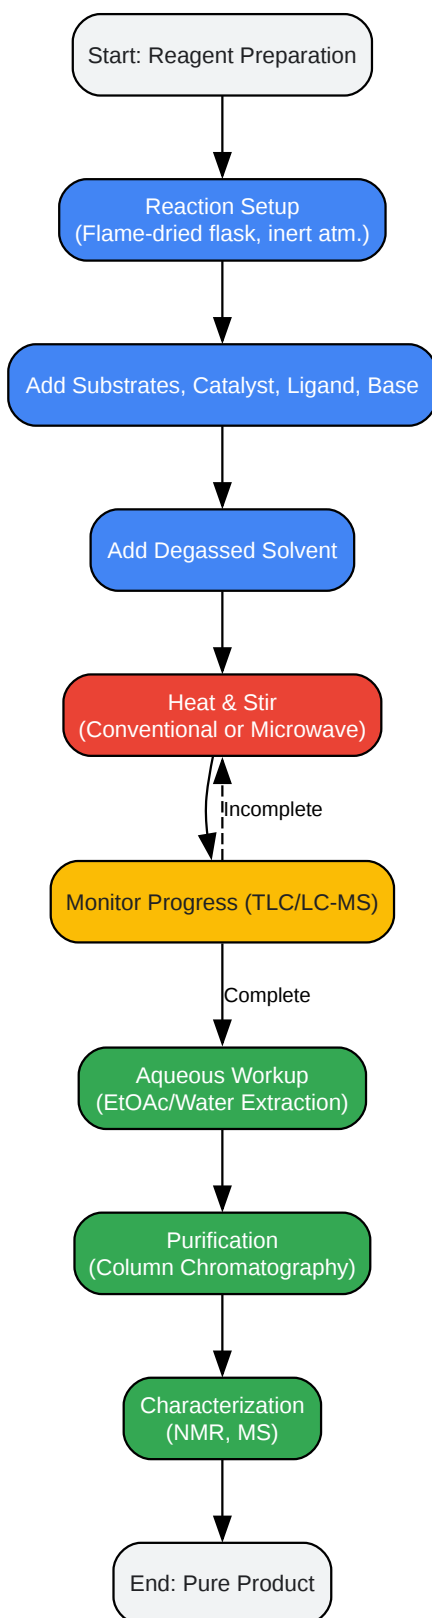 Start: Reagent Preparation
Reaction Setup
(Flame-dried flask, inert atm.)
Add Substrates, Catalyst, Ligand, Base
Add Degassed Solvent
Heat & Stir
(Conventional or Microwave)
Incomplete
Monitor Progress (TLC/LC-MS)
Complete
Aqueous Workup
(EtOAc/Water Extraction)
Purification
(Column Chromatography)
Characterization
(NMR, MS)
End: Pure Product